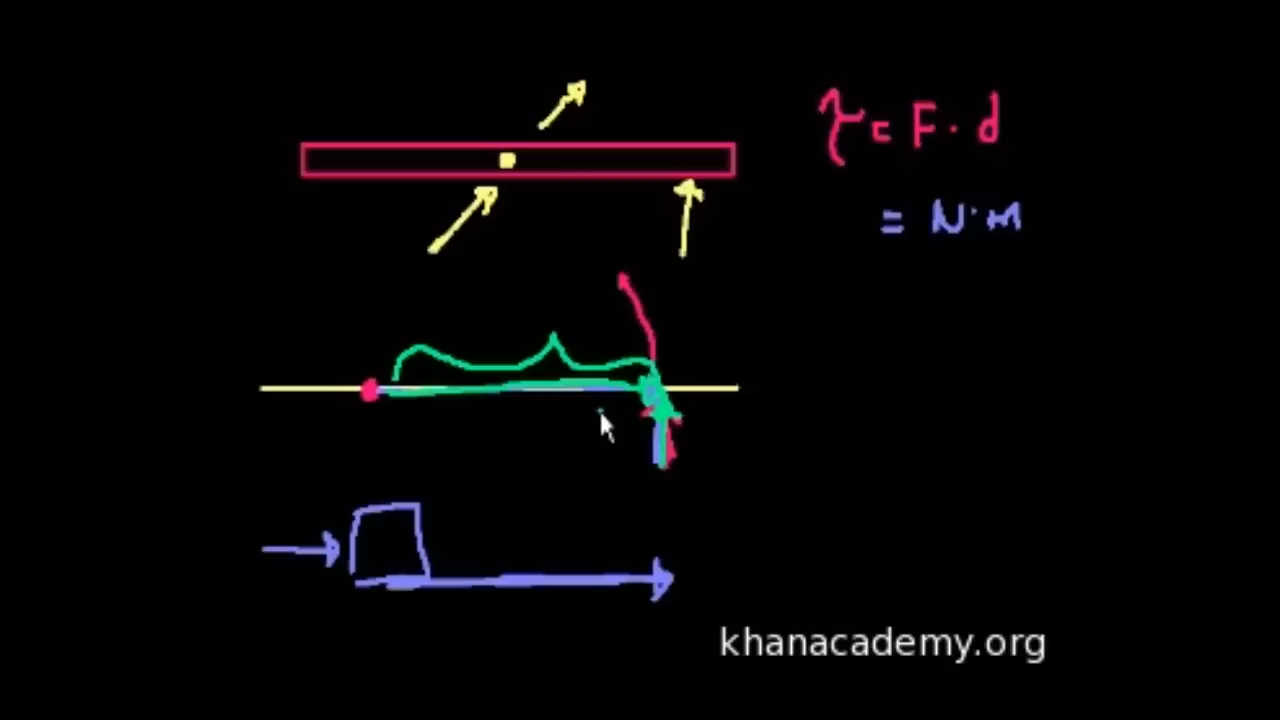 τ = F · d
= N · M
khanacademy.org